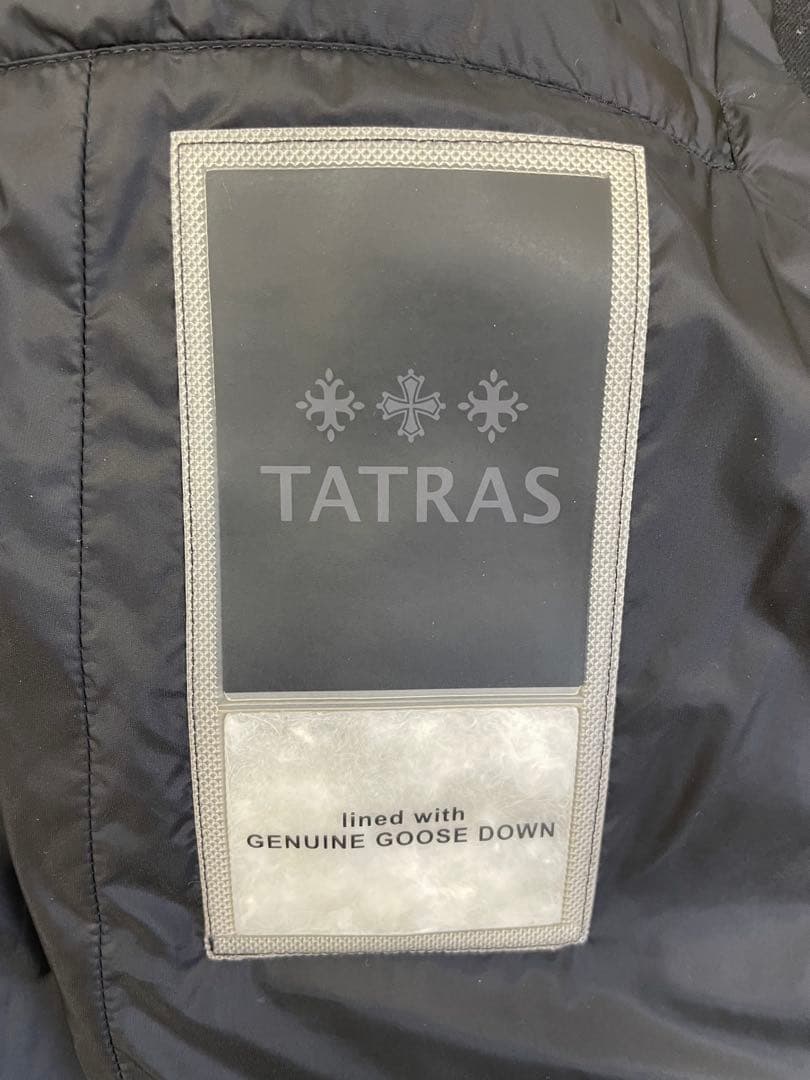 TATRAS
lined with
GENUINE GOOSE DOWN